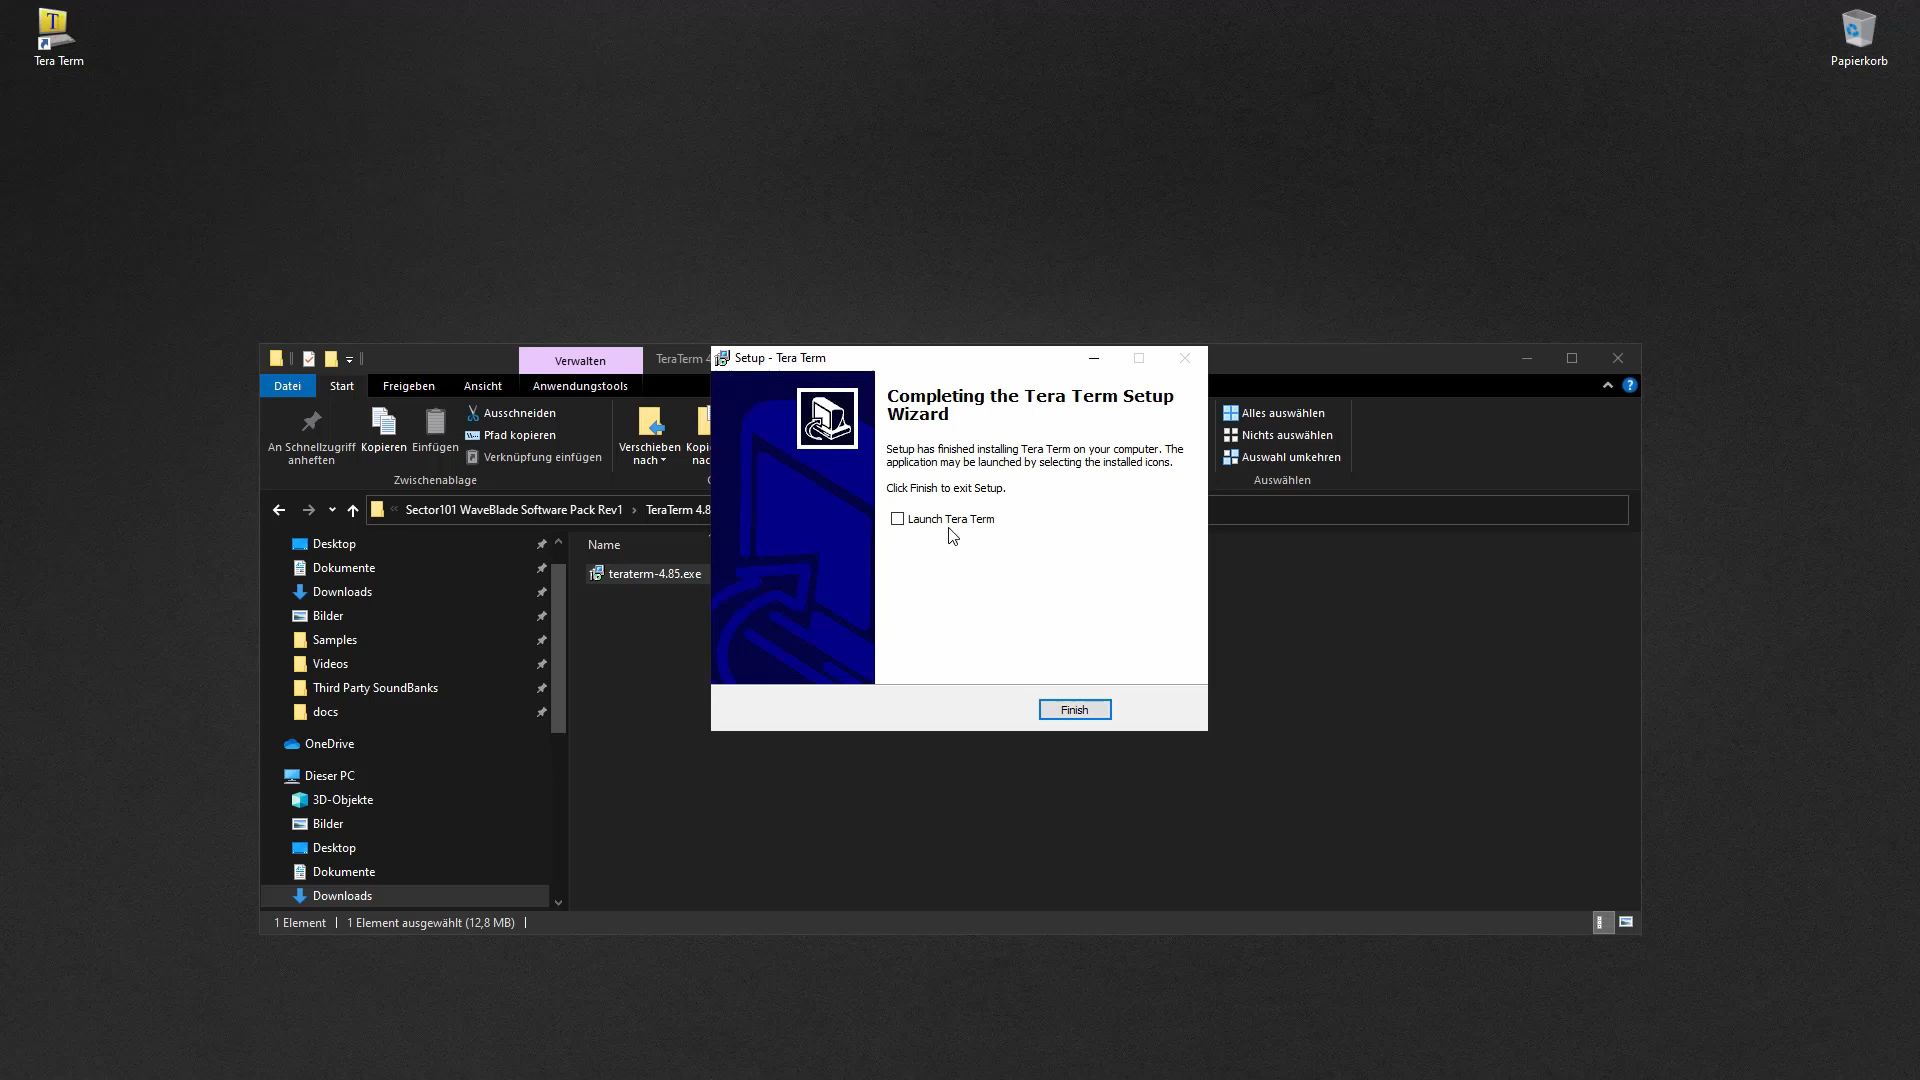 Tera Term
Papierkorb
Verwalten
TeraTerm 4
Setup - Tera Term
Datei
Start
Freigeben
Ansicht
Anwendungstools
An Schnellzugriff
anheften
Kopieren
Einfügen
Ausschneiden
Pfad kopieren
Verknüpfung einfügen
Zwischenablage
Verschieben
nach
Kopi
nac
Alles auswählen
Nichts auswählen
Auswahl umkehren
Auswählen
Sector101 WaveBlade Software Pack Rev1
TeraTerm 4.8
Completing the Tera Term Setup
Wizard
Setup has finished installing Tera Term on your computer. The
application may be launched by selecting the installed icons.
Click Finish to exit Setup.
Launch Tera Term
Finish
Desktop
Dokumente
Downloads
Bilder
Samples
Videos
Third Party SoundBanks
docs
OneDrive
Dieser PC
3D-Objekte
Bilder
Desktop
Dokumente
Downloads
Name
teraterm-4.85.exe
1 Element
1 Element ausgewählt (12,8 MB)